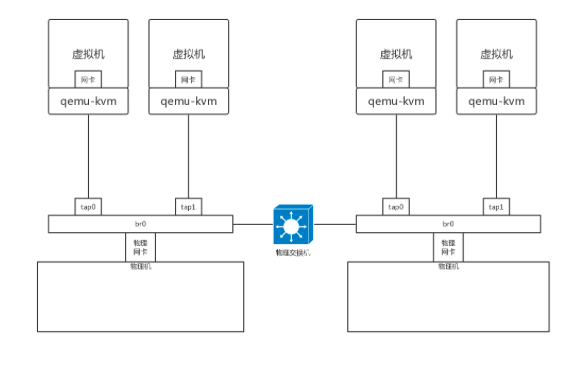 虚拟机
虚拟机
虚拟机
虚拟机
网卡
网卡
网卡
网卡
qemu-kvm
qemu-kvm
qemu-kvm
qemu-kvm
tap0
tap1
tap0
tap1
br0
br0
物理
网卡
物理交换机
物理
网卡
物理机
物理机